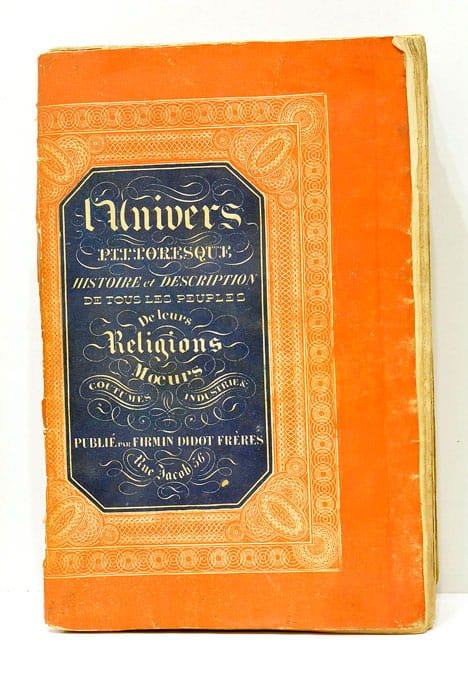 l'Univers
PITTORESQUE
HISTOIRE et DESCRIPTION
DE TOUS LES PEUPLES
De leurs
Religions
Mœurs
COUTUMES INDUSTRIE &
PUBLIÉ PAR FIRMIN DIDOT FRÈRES
Rue Jacob 56